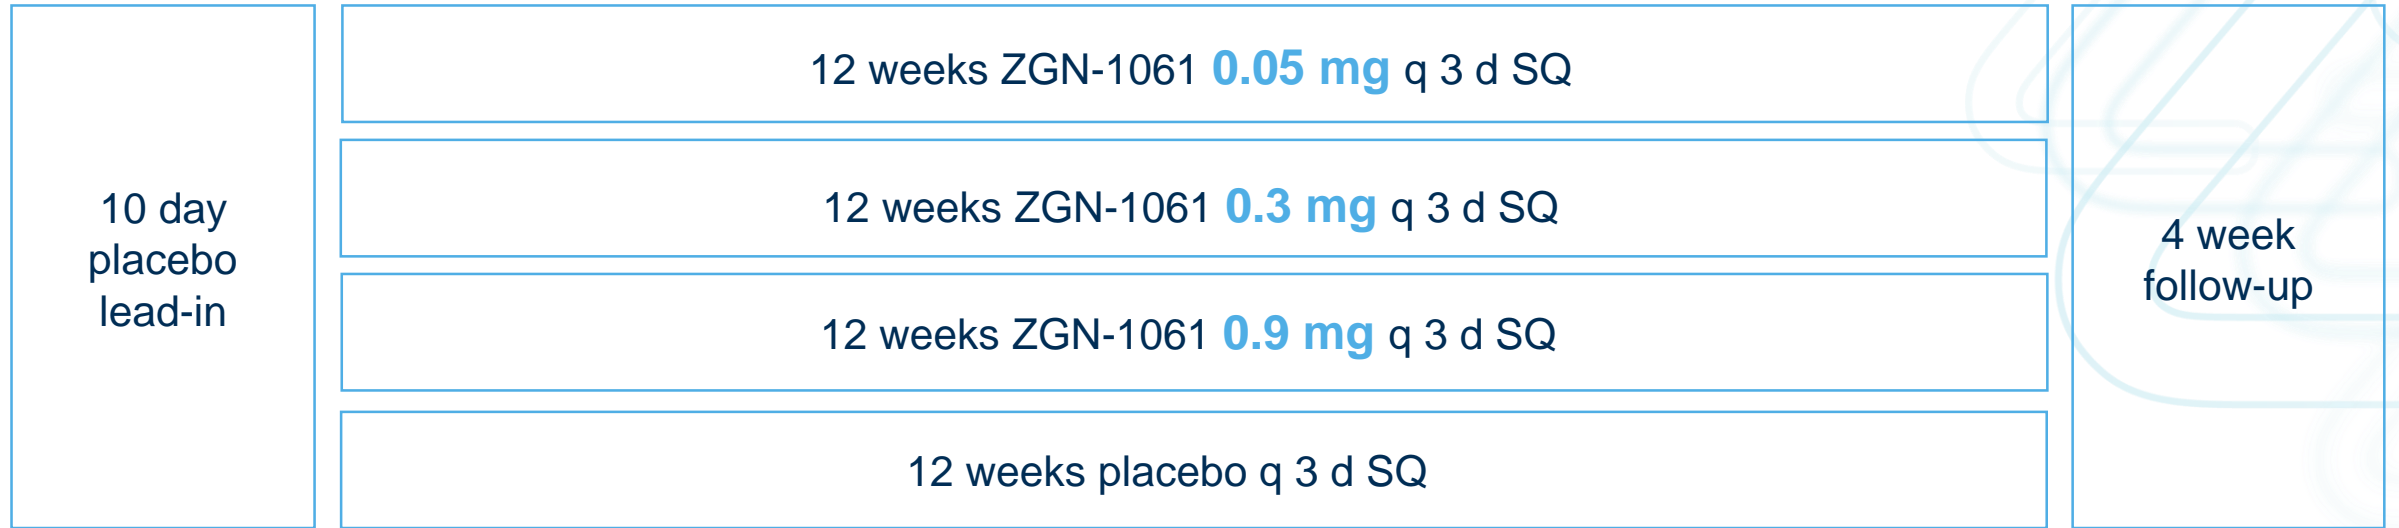 10 day
placebo
lead-in
12 weeks ZGN-1061 0.05 mg q 3 d SQ
12 weeks ZGN-1061 0.3 mg q 3 d SQ
12 weeks ZGN-1061 0.9 mg q 3 d SQ
12 weeks placebo q 3 d SQ
4 week
follow-up